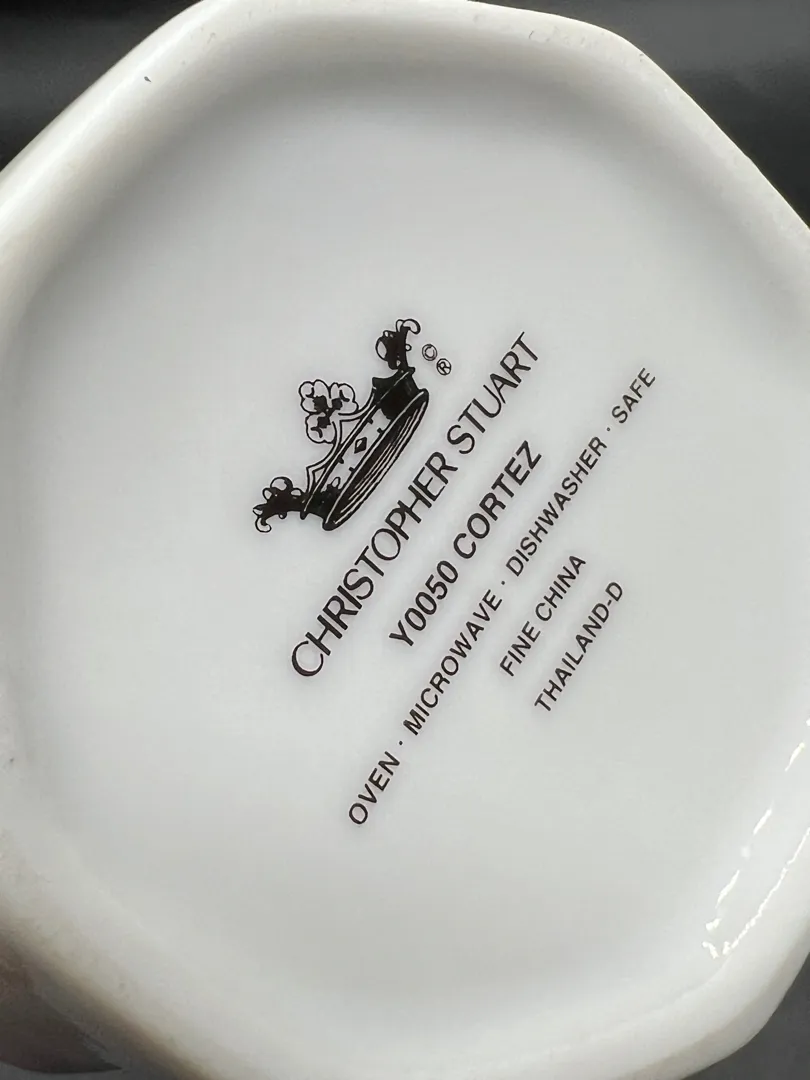 ©
®
CHRISTOPHER STUART
Y0050 CORTEZ
OVEN · MICROWAVE · DISHWASHER · SAFE
FINE CHINA
THAILAND-D